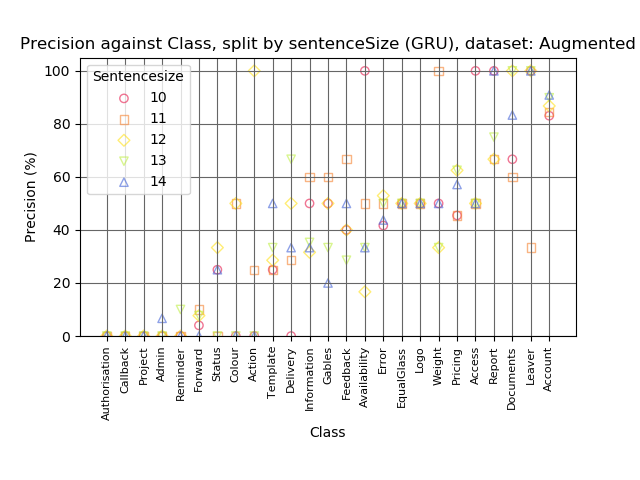 Precision against Class, split by sentenceSize (GRU), dataset: Augmented
Precision (%)
100
80
60
40
20
0
Sentencesize
10
11
12
13
14
Authorisation
Callback
Project
Admin
Reminder
Forward
Status
Colour
Action
Template
Delivery
Information
Gables
Feedback
Availability
Error
EqualGlass
Logo
Weight
Pricing
Access
Report
Documents
Leaver
Account
Class